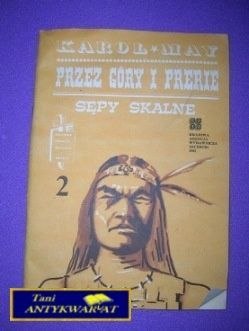 KAROL MAY
PRZEZ GÓRY I PRERIE
SĘPY SKALNE
2
Tani
ANTYKWARIAT